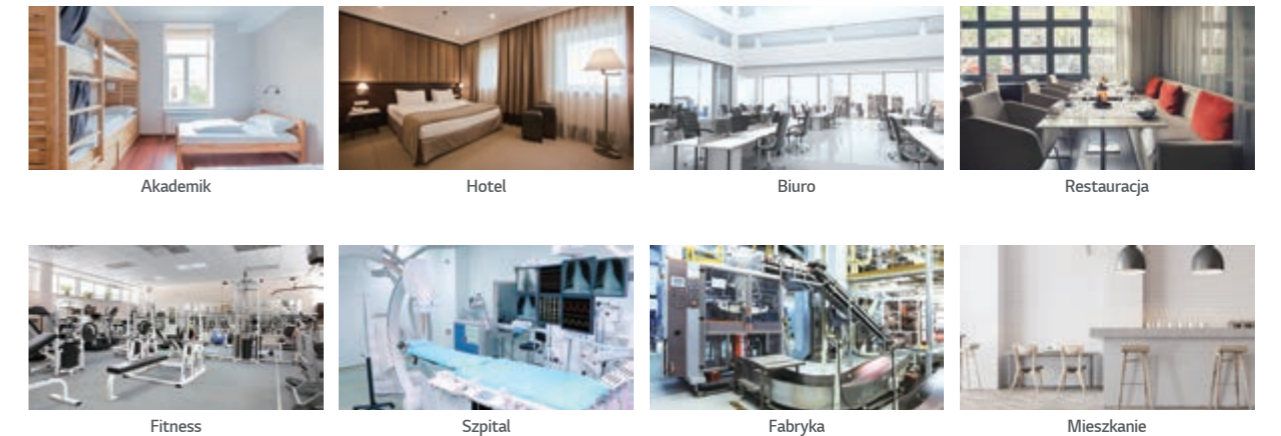 Akademik
Hotel
Biuro
Restauracja
Fitness
Szpital
Fabryka
Mieszkanie